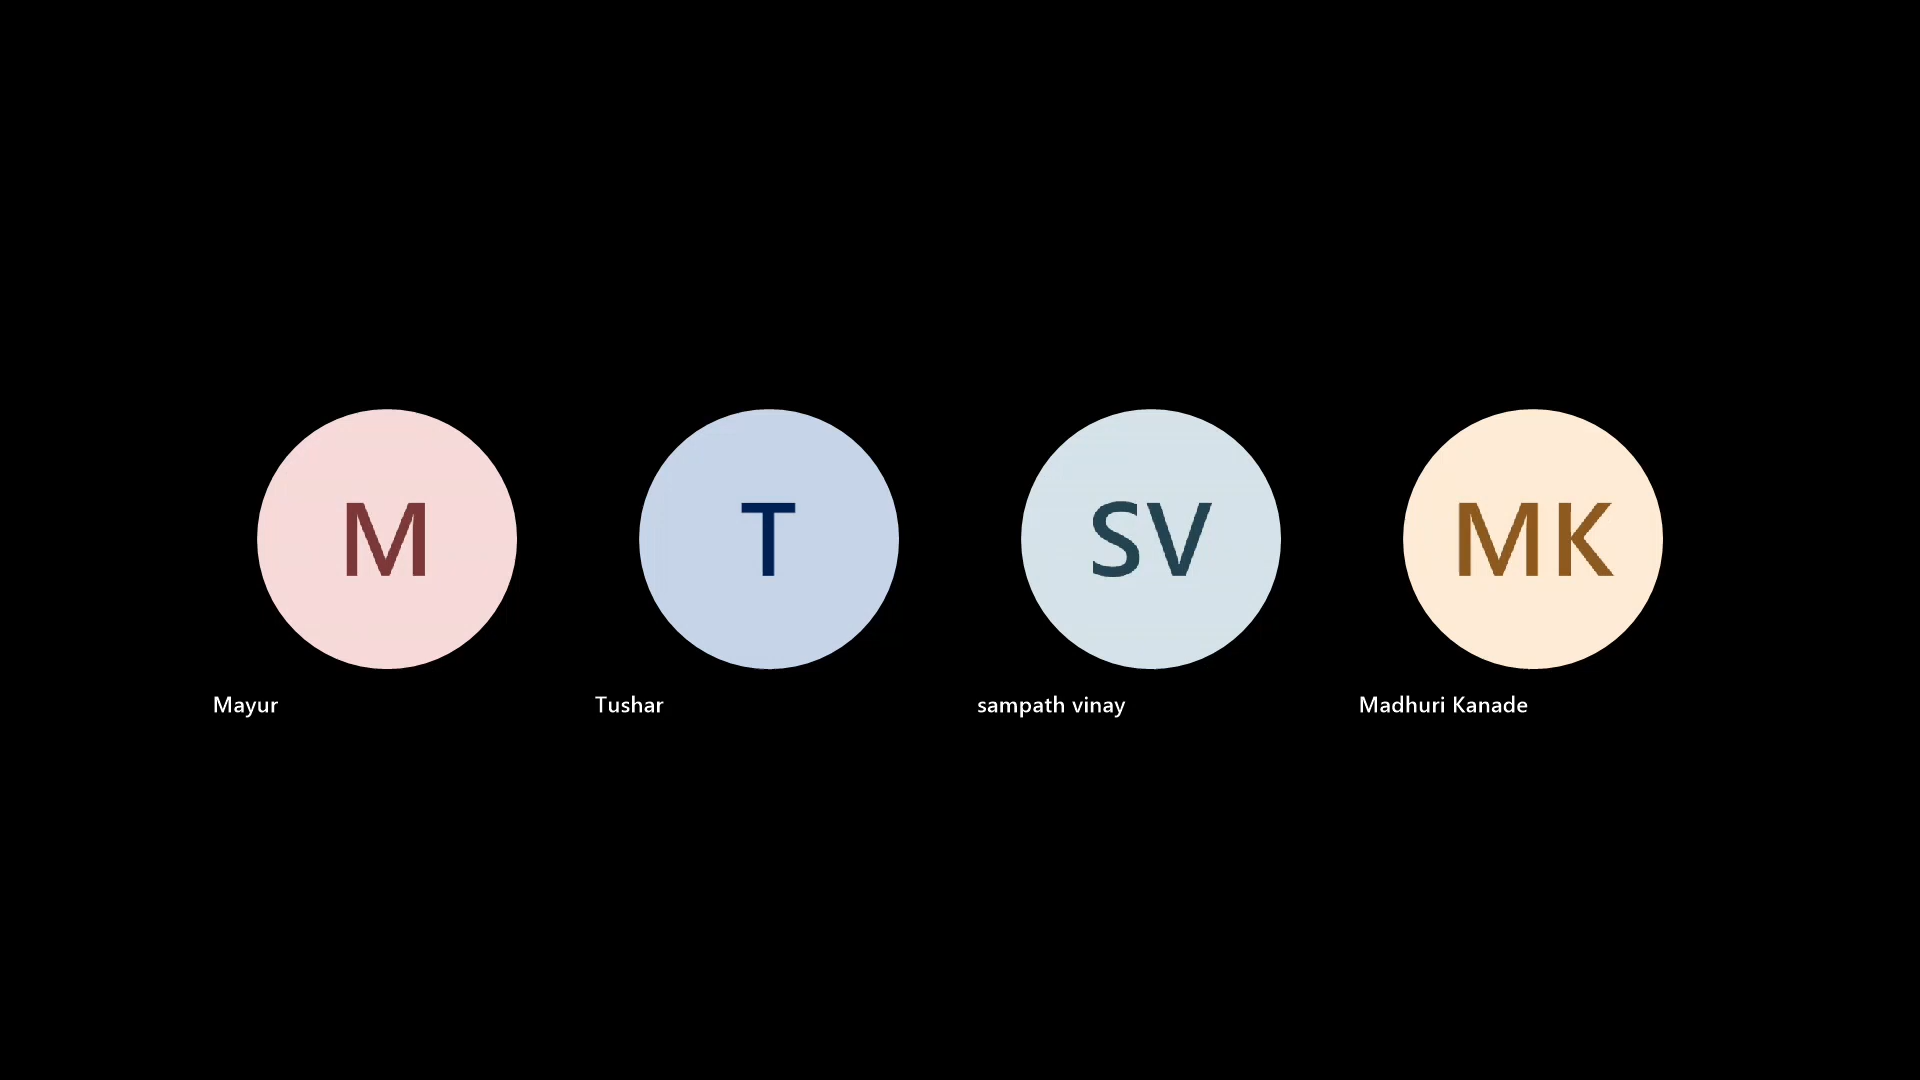 M
T
SV
MK
Mayur
Tushar
sampath vinay
Madhuri Kanade